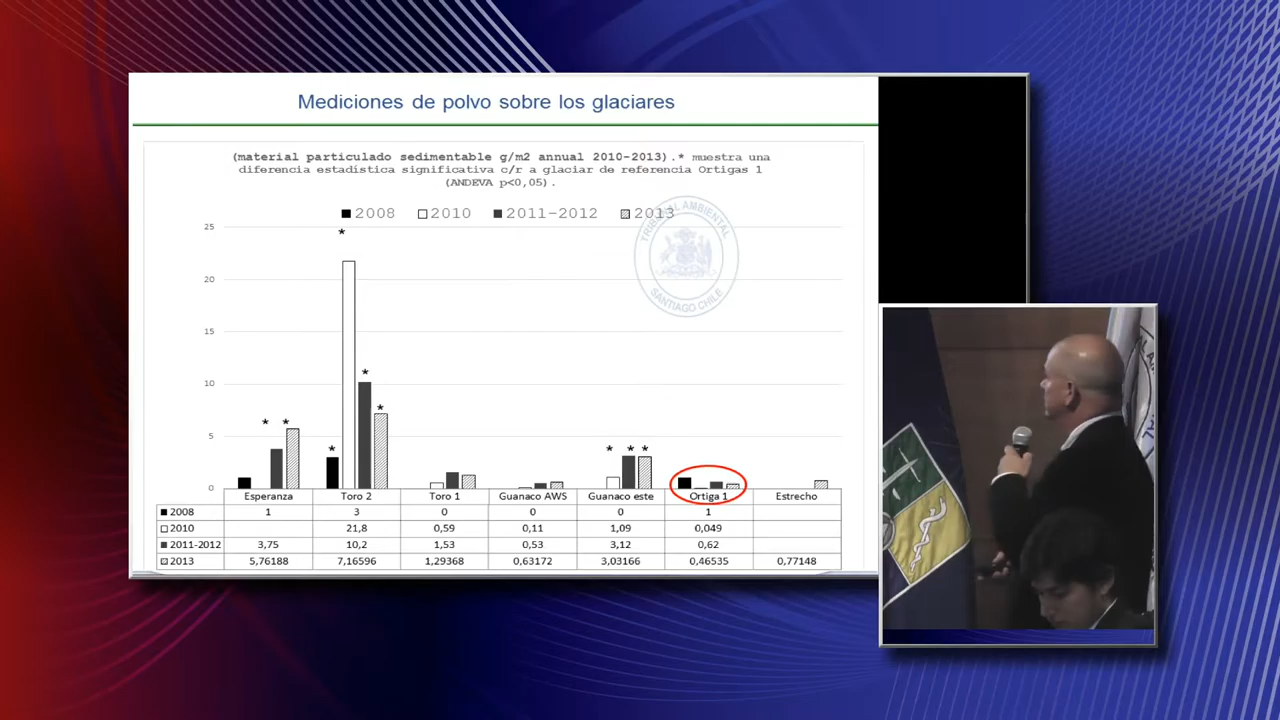 Mediciones de polvo sobre los glaciares
(material particulado sedimentable g/m2 annual 2010-2013).* muestra una
diferencia estadística significativa c/r a glaciar de referencia Ortigas 1
(ANDEVA p<0,05).
2008 2010 2011-2012 2013
TRIBUNAL AMBIENTAL
SANTIAGO CHILE
25
20
15
10
5
0
* * * * * * * * *
Esperanza Toro 2 Toro 1 Guanaco AWS Guanaco este Ortiga 1 Estrecho
2008 1 3 0 0 0 1
2010 21,8 0,59 0,11 1,09 0,049
2011-2012 3,75 10,2 1,53 0,53 3,12 0,62
2013 5,76188 7,16596 1,29368 0,63172 3,03166 0,46535 0,77148